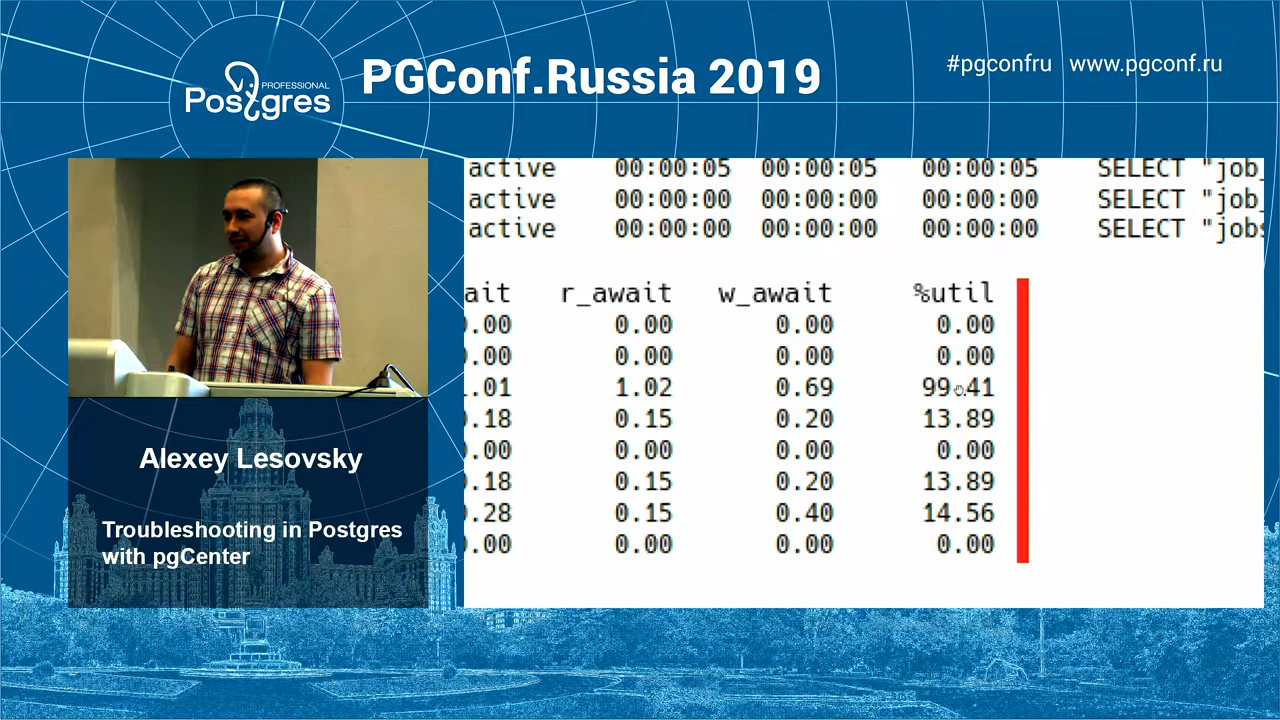 PROFESSIONAL
Postgres
PGConf.Russia 2019
#pgconfru www.pgconf.ru
active 00:00:05 00:00:05 00:00:05 SELECT "job_
active 00:00:00 00:00:00 00:00:00 SELECT "job_
active 00:00:00 00:00:00 00:00:00 SELECT "jobs
ait r_await w_await %util
.00 0.00 0.00 0.00
.00 0.00 0.00 0.00
.01 1.02 0.69 99.41
.18 0.15 0.20 13.89
.00 0.00 0.00 0.00
.18 0.15 0.20 13.89
.28 0.15 0.40 14.56
.00 0.00 0.00 0.00
Alexey Lesovsky
Troubleshooting in Postgres
with pgCenter